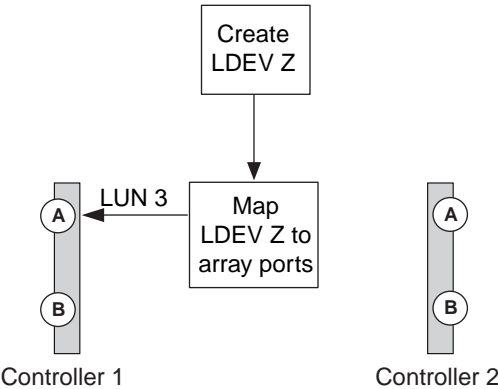 Create
LDEV Z
LUN 3
Map
LDEV Z to
array ports
A
A
B
B
Controller 1
Controller 2